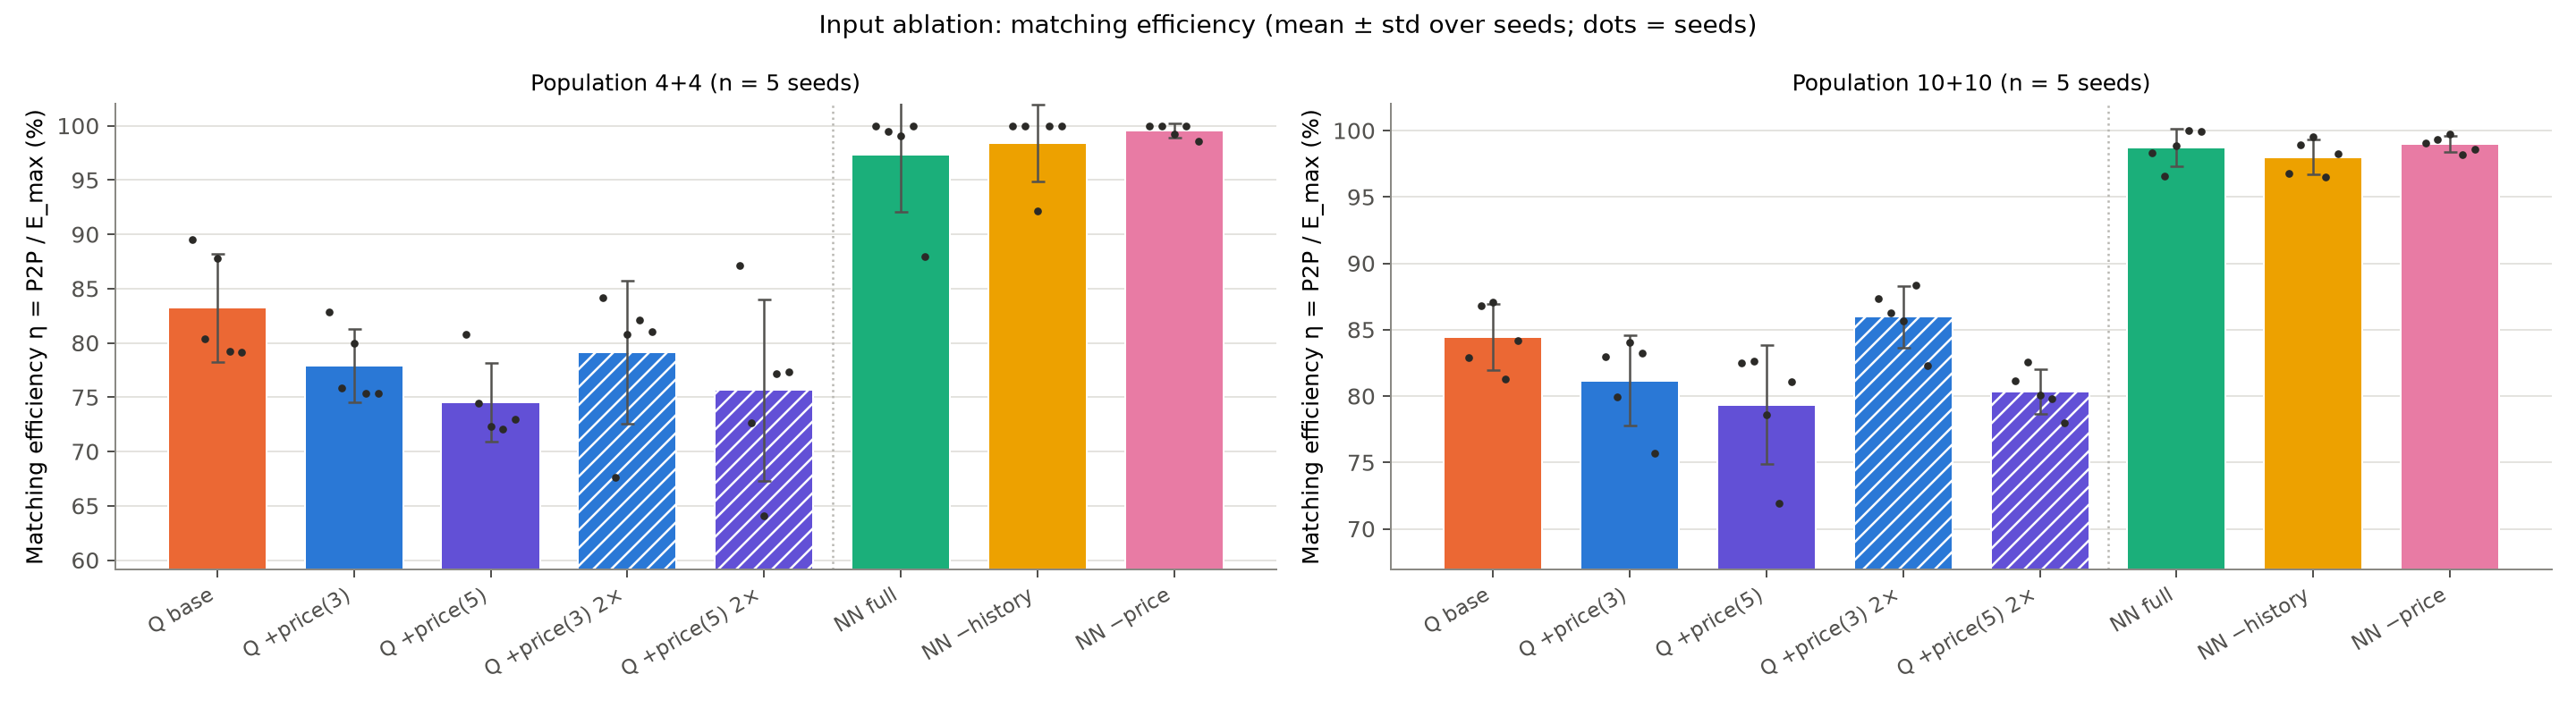 Input ablation: matching efficiency (mean ± std over seeds; dots = seeds)
Population 4+4 (n = 5 seeds)
Matching efficiency η = P2P / E_max (%)
100
95
90
85
80
75
70
65
60
Q base
Q +price(3)
Q +price(5)
Q +price(3) 2×
Q +price(5) 2×
NN full
NN −history
NN −price
Population 10+10 (n = 5 seeds)
Matching efficiency η = P2P / E_max (%)
100
95
90
85
80
75
70
Q base
Q +price(3)
Q +price(5)
Q +price(3) 2×
Q +price(5) 2×
NN full
NN −history
NN −price